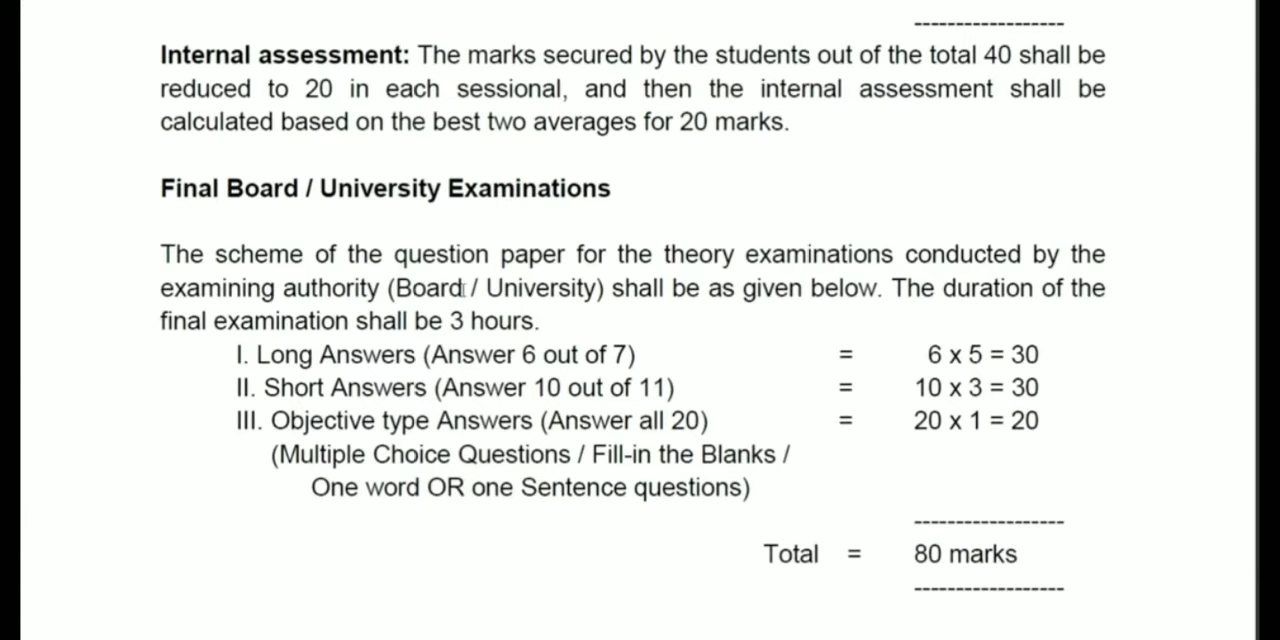 ------------------
Internal assessment: The marks secured by the students out of the total 40 shall be
reduced to 20 in each sessional, and then the internal assessment shall be
calculated based on the best two averages for 20 marks.
Final Board / University Examinations
The scheme of the question paper for the theory examinations conducted by the
examining authority (Board / University) shall be as given below. The duration of the
final examination shall be 3 hours.
I. Long Answers (Answer 6 out of 7) = 6 x 5 = 30
II. Short Answers (Answer 10 out of 11) = 10 x 3 = 30
III. Objective type Answers (Answer all 20) = 20 x 1 = 20
(Multiple Choice Questions / Fill-in the Blanks /
One word OR one Sentence questions)
------------------
Total = 80 marks
------------------